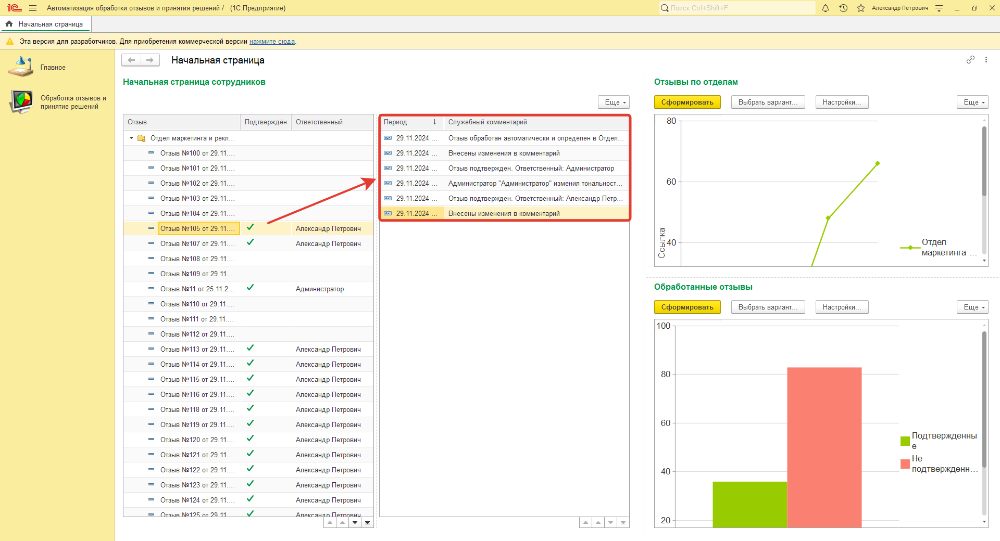 Автоматизация обработки отзывов и принятия решений / (1С:Предприятие)
Поиск Ctrl+Shift+F
Александр Петрович
Начальная страница
Эта версия для разработчиков. Для приобретения коммерческой версии нажмите сюда.
Главное
Обработка отзывов и
принятие решений
Начальная страница
Начальная страница сотрудников
Еще
Отзыв Подтверждён Ответственный
Отдел маркетинга и рекл...
Отзыв №100 от 29.11....
Отзыв №101 от 29.11....
Отзыв №102 от 29.11....
Отзыв №103 от 29.11....
Отзыв №104 от 29.11....
Отзыв №105 от 29.11.... Александр Петрович
Отзыв №107 от 29.11.... Александр Петрович
Отзыв №108 от 29.11....
Отзыв №109 от 29.11....
Отзыв №11 от 25.11.2... Администратор
Отзыв №110 от 29.11....
Отзыв №111 от 29.11....
Отзыв №112 от 29.11....
Отзыв №113 от 29.11.... Александр Петрович
Отзыв №114 от 29.11.... Александр Петрович
Отзыв №115 от 29.11.... Александр Петрович
Отзыв №116 от 29.11.... Александр Петрович
Отзыв №118 от 29.11.... Александр Петрович
Отзыв №119 от 29.11.... Александр Петрович
Отзыв №120 от 29.11.... Александр Петрович
Отзыв №121 от 29.11.... Александр Петрович
Отзыв №122 от 29.11.... Александр Петрович
Отзыв №123 от 29.11.... Александр Петрович
Отзыв №124 от 29.11.... Александр Петрович
Отзыв №125 от 29.11.... Александр Петрович
Период Служебный комментарий
29.11.2024 ... Отзыв обработан автоматически и определен в Отдел...
29.11.2024 ... Внесены изменения в комментарий
29.11.2024 ... Отзыв подтвержден. Ответственный: Администратор
29.11.2024 ... Администратор "Администратор" изменил тональност...
29.11.2024 ... Отзыв подтвержден. Ответственный: Александр Петр...
29.11.2024 ... Внесены изменения в комментарий
Отзывы по отделам
Сформировать Выбрать вариант... Настройки... Еще
80
60
40
Ссылка
Отдел
маркетинга ...
Обработанные отзывы
Сформировать Выбрать вариант... Настройки... Еще
100
80
60
40
20
Подтвержденны
е
Не
подтвержденн...